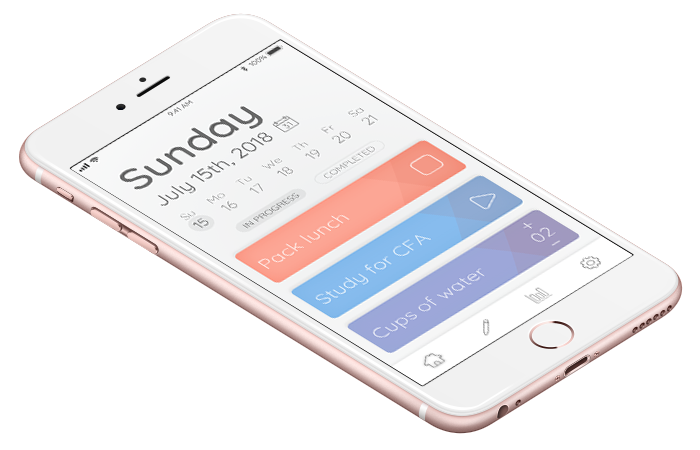 9:41 AM
100%
Sunday
July 15th, 2018
31
Su Mo Tu We Th Fr Sa
15 16 17 18 19 20 21
IN PROGRESS
COMPLETED
Pack lunch
Study for CFA
Cups of water
+
02
−